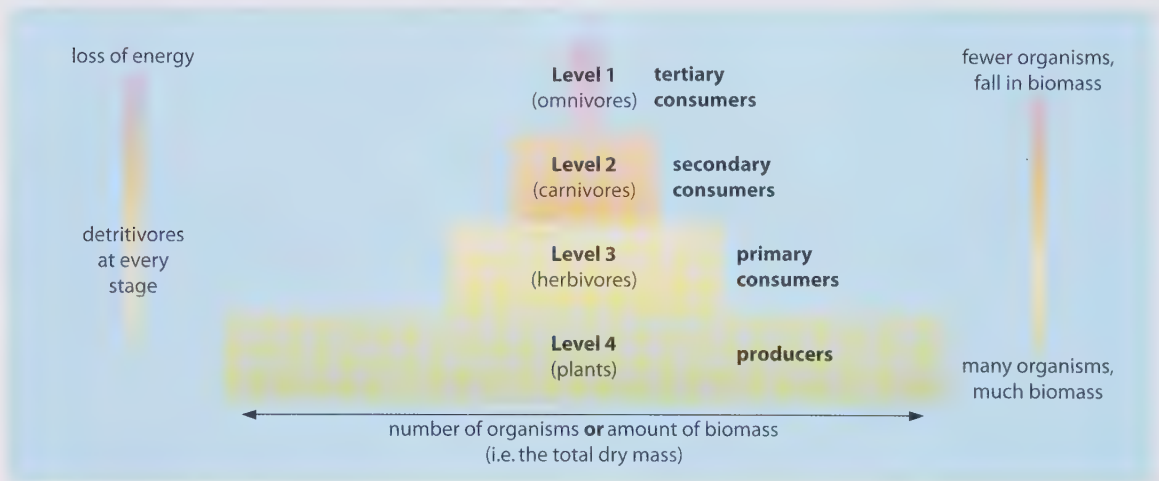 loss of energy
detritivores
at every
stage
Level 1
(omnivores)
tertiary
consumers
Level 2
(carnivores)
secondary
consumers
Level 3
(herbivores)
primary
consumers
Level 4
(plants)
producers
fewer organisms,
fall in biomass
many organisms,
much biomass
number of organisms or amount of biomass
(i.e. the total dry mass)